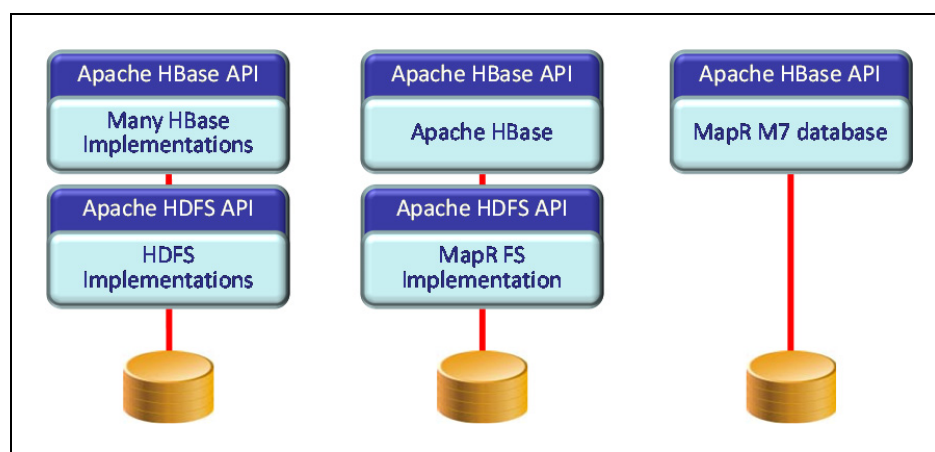 Apache HBase API
Many HBase
Implementations
Apache HDFS API
HDFS
Implementations
Apache HBase API
Apache HBase
Apache HDFS API
MapR FS
Implementation
Apache HBase API
MapR M7 database